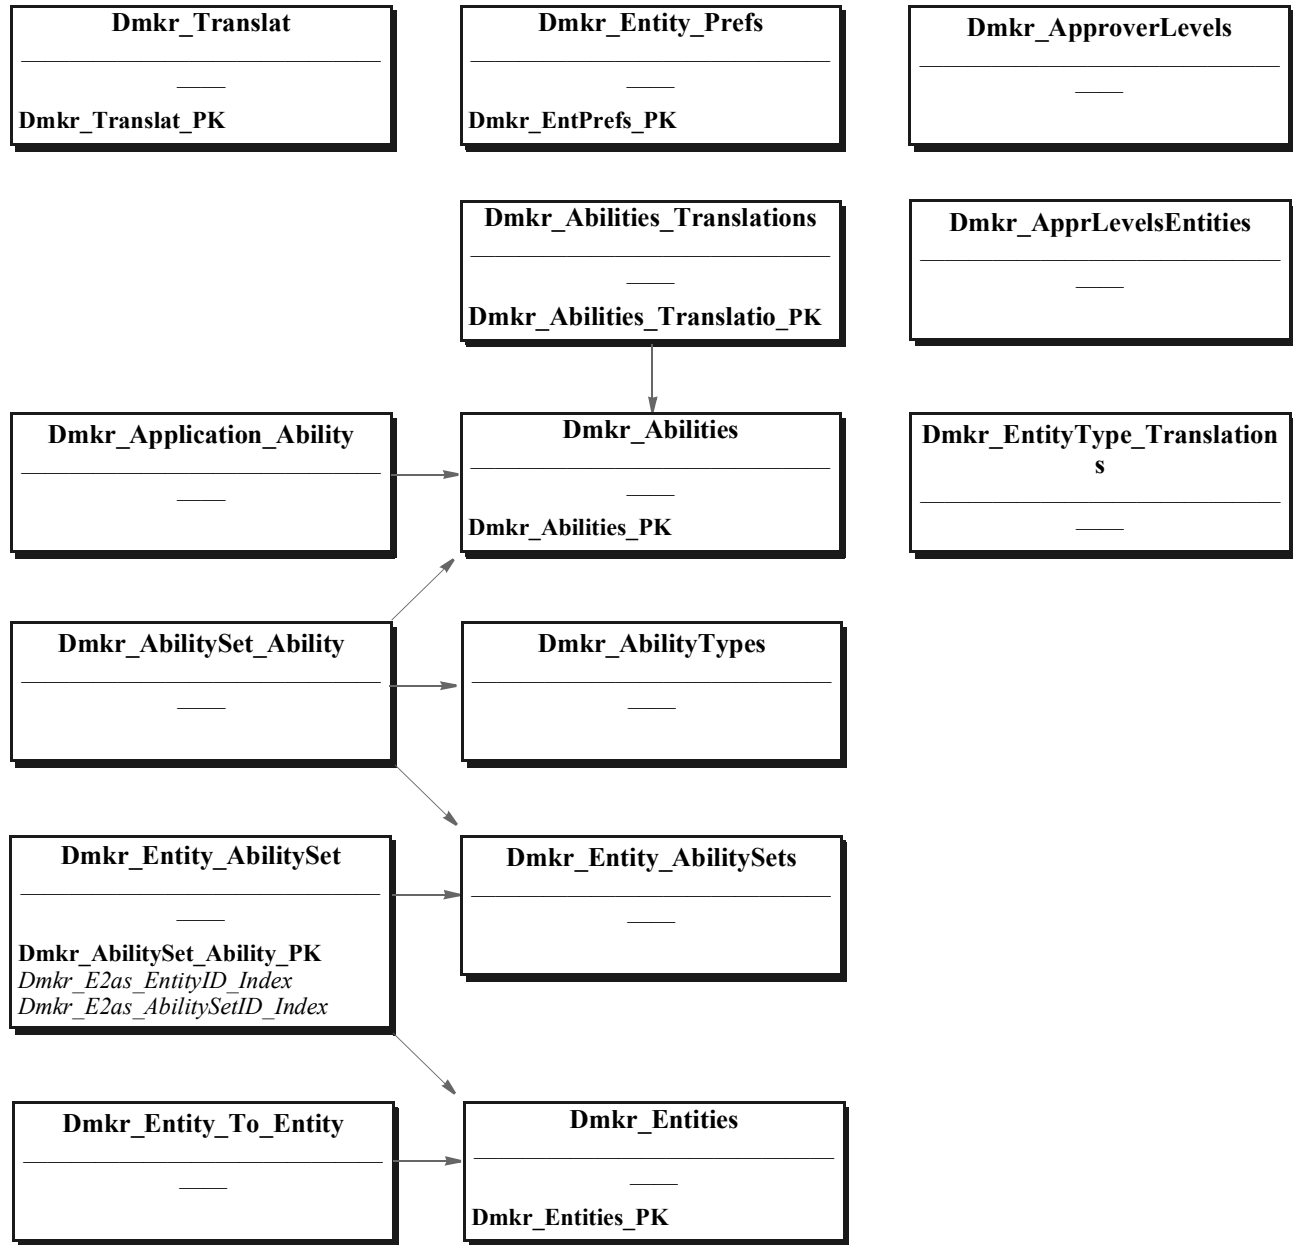 Dmkr_Translat
Dmkr_Translat_PK
Dmkr_Entity_Prefs
Dmkr_EntPrefs_PK
Dmkr_ApproverLevels
Dmkr_Abilities_Translations
Dmkr_Abilities_Translatio_PK
Dmkr_ApprLevelsEntities
Dmkr_Application_Ability
Dmkr_Abilities
Dmkr_Abilities_PK
Dmkr_EntityType_Translation
s
Dmkr_AbilitySet_Ability
Dmkr_AbilityTypes
Dmkr_Entity_AbilitySet
Dmkr_AbilitySet_Ability_PK
Dmkr_E2as_EntityID_Index
Dmkr_E2as_AbilitySetID_Index
Dmkr_Entity_AbilitySets
Dmkr_Entity_To_Entity
Dmkr_Entities
Dmkr_Entities_PK